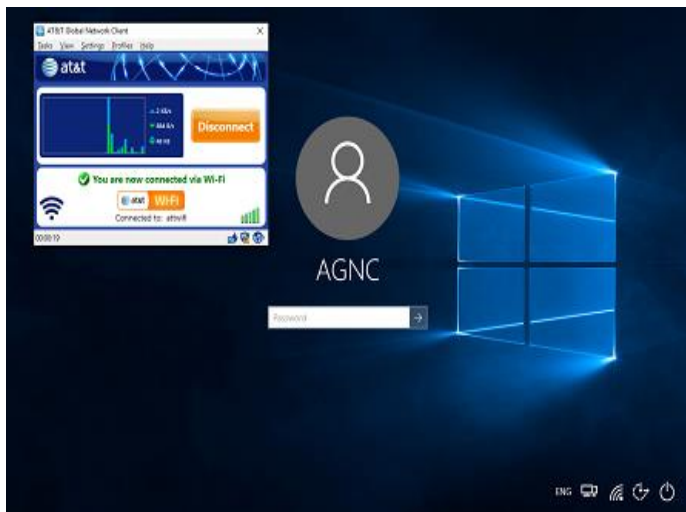 AT&T Global Network Client
Tasks View Settings Profiles Help
at&t
Disconnect
You are now connected via Wi-Fi
at&t Wi-Fi
Connected to: attwifi
AGNC
Password
ENG